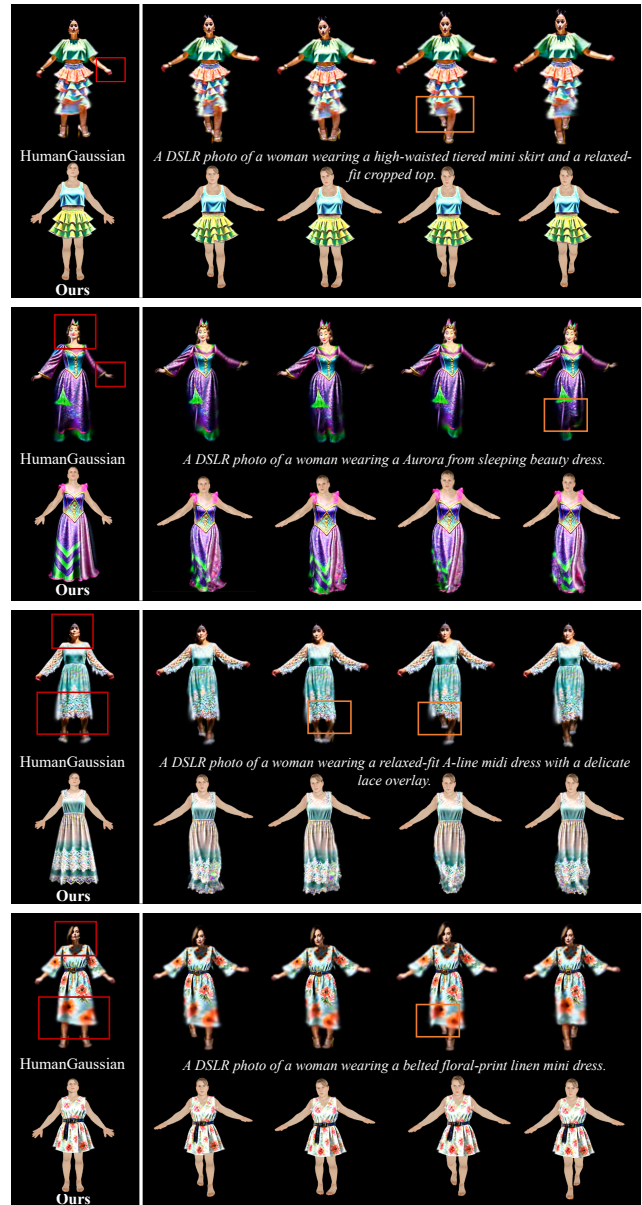 HumanGaussian
A DSLR photo of a woman wearing a high-waisted tiered mini skirt and a relaxed-
fit cropped top.
Ours
HumanGaussian
A DSLR photo of a woman wearing a Aurora from sleeping beauty dress.
Ours
HumanGaussian
A DSLR photo of a woman wearing a relaxed-fit A-line midi dress with a delicate
lace overlay.
Ours
HumanGaussian
A DSLR photo of a woman wearing a belted floral-print linen mini dress.
Ours